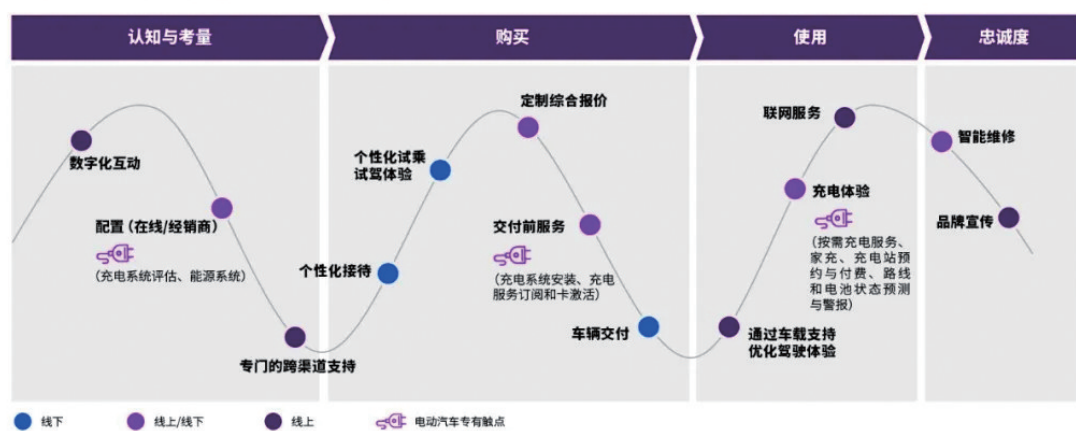 认知与考量
购买
使用
忠诚度
数字化互动
配置(在线/经销商)
(充电系统评估、能源系统)
专门的跨渠道支持
个性化接待
个性化试乘
试驾体验
定制综合报价
交付前服务
(充电系统安装、充电
服务订阅和卡激活)
车辆交付
通过车载支持
优化驾驶体验
充电体验
(按需充电服务、
家充、充电站预
约与付费、路线
和电池状态预测
与警报)
联网服务
智能维修
品牌宣传
线下
线上/线下
线上
电动汽车专有触点